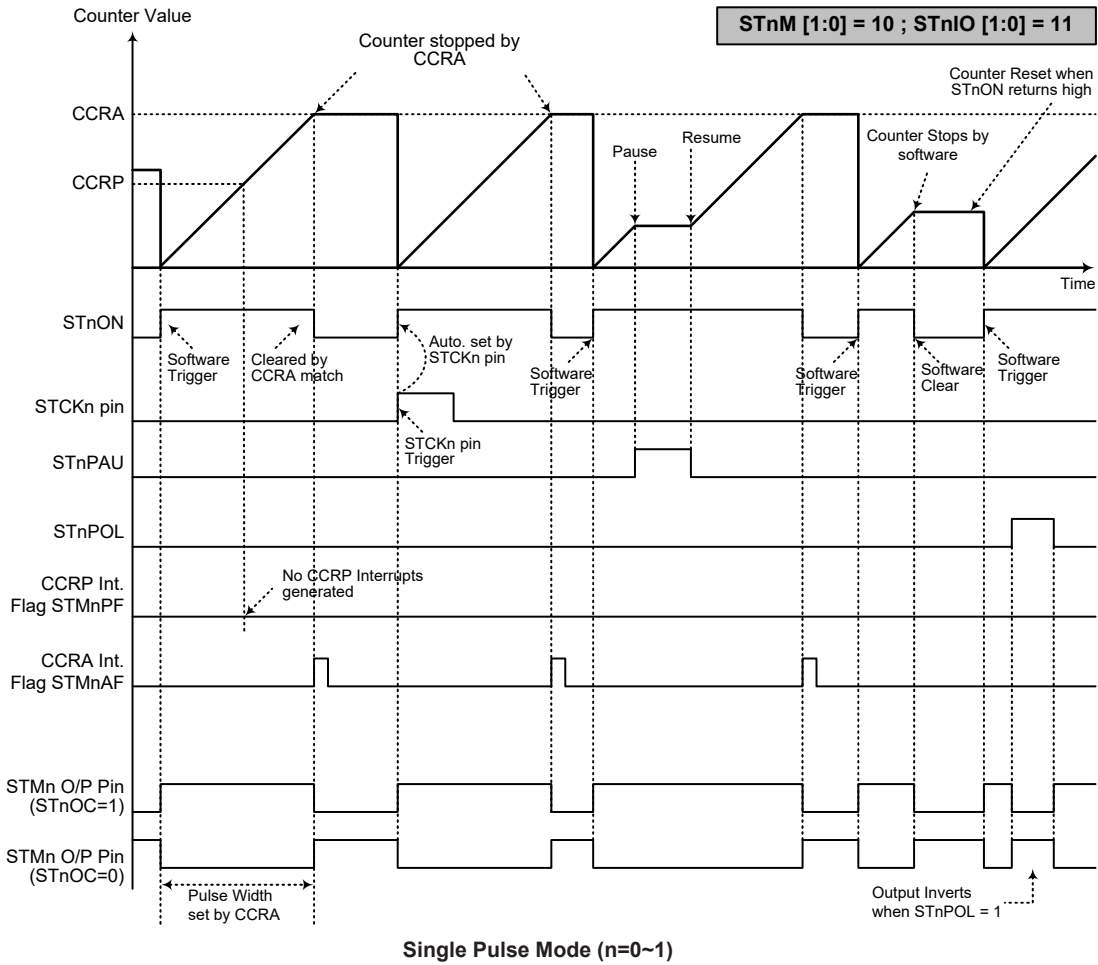 Counter Value
STnM [1:0] = 10 ; STnIO [1:0] = 11
Counter stopped by
CCRA
Counter Reset when
STnON returns high
CCRA
Pause
Resume
Counter Stops by
software
CCRP
Time
STnON
Software
Trigger
Cleared by
CCRA match
Auto. set by
STCKn pin
Software
Trigger
Software
Trigger
Software
Clear
Software
Trigger
STCKn pin
STCKn pin
Trigger
STnPAU
STnPOL
CCRP Int.
Flag STMnPF
No CCRP Interrupts
generated
CCRA Int.
Flag STMnAF
STMn O/P Pin
(STnOC=1)
STMn O/P Pin
(STnOC=0)
Pulse Width
set by CCRA
Output Inverts
when STnPOL = 1
Single Pulse Mode (n=0~1)